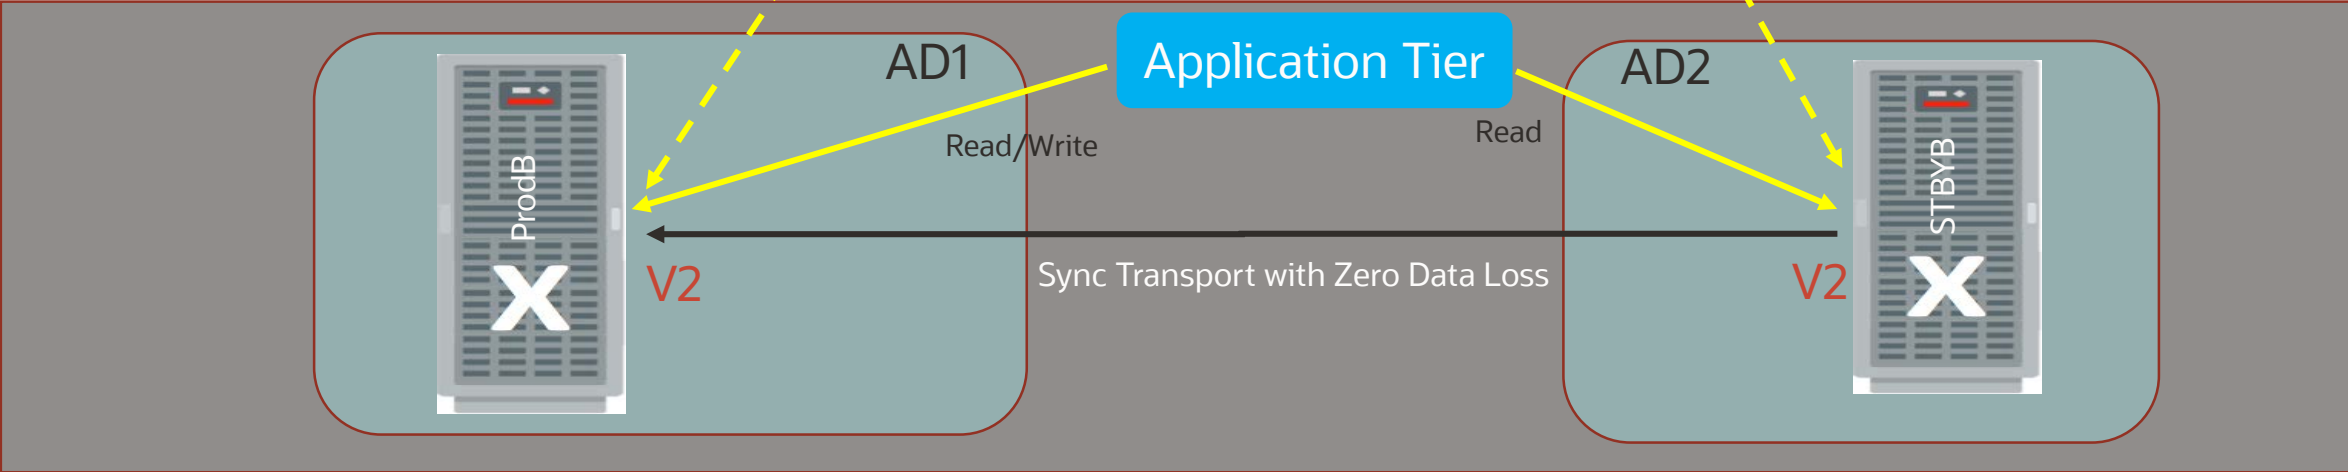 AD1
Application Tier
AD2
Read/Write
Read
ProdB
STBYB
V2
Sync Transport with Zero Data Loss
V2
X
X